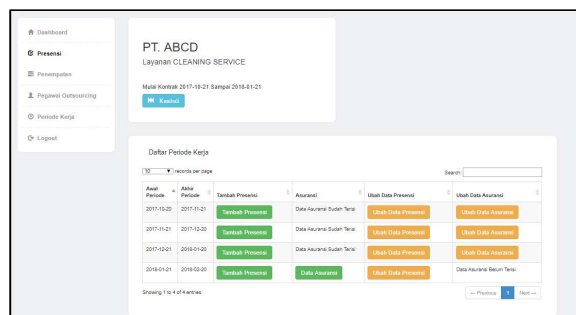 Dashboard
Presensi
Penempatan
Pegawai Outsourcing
Periode Kerja
Logout
PT. ABCD
Layanan CLEANING SERVICE
Mulai Kontrak 2017-10-21 Sampai 2018-01-21
Kembali
Daftar Periode Kerja
10 records per page
Search:
Awal Periode Akhir Periode Tambah Presensi Asuransi Ubah Data Presensi Ubah Data Asuransi
2017-10-20 2017-11-21 Tambah Presensi Data Asuransi Sudah Terisi Ubah Data Presensi Ubah Data Asuransi
2017-11-21 2017-12-20 Tambah Presensi Data Asuransi Sudah Terisi Ubah Data Presensi Ubah Data Asuransi
2017-12-21 2018-01-20 Tambah Presensi Data Asuransi Sudah Terisi Ubah Data Presensi Ubah Data Asuransi
2018-01-21 2018-02-20 Tambah Presensi Data Asuransi Ubah Data Presensi Data Asuransi Belum Terisi
Showing 1 to 4 of 4 entries
← Previous 1 Next →